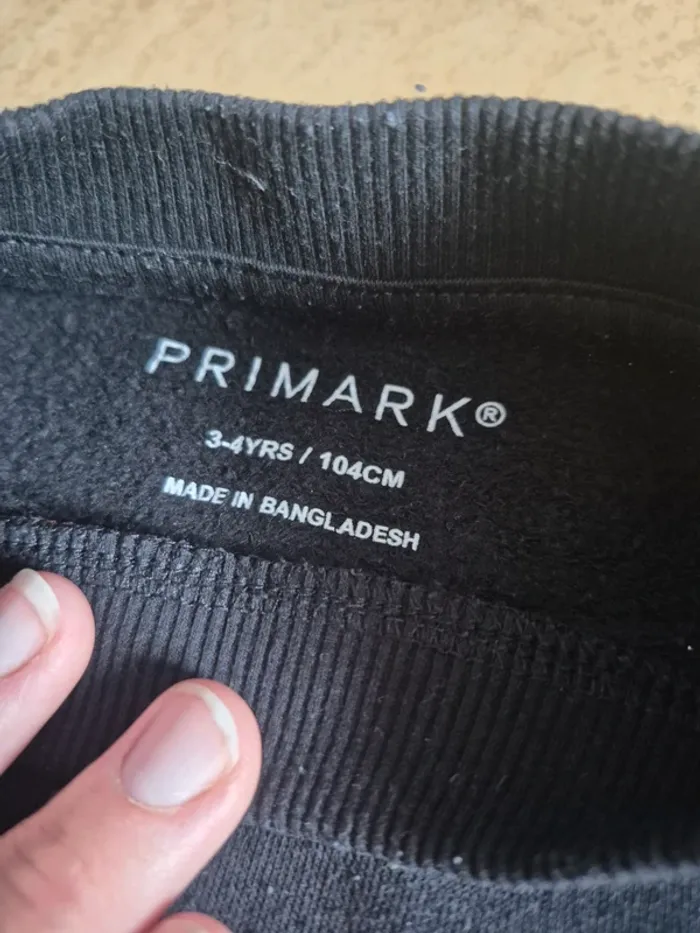 PRIMARK®
3-4YRS / 104CM
MADE IN BANGLADESH